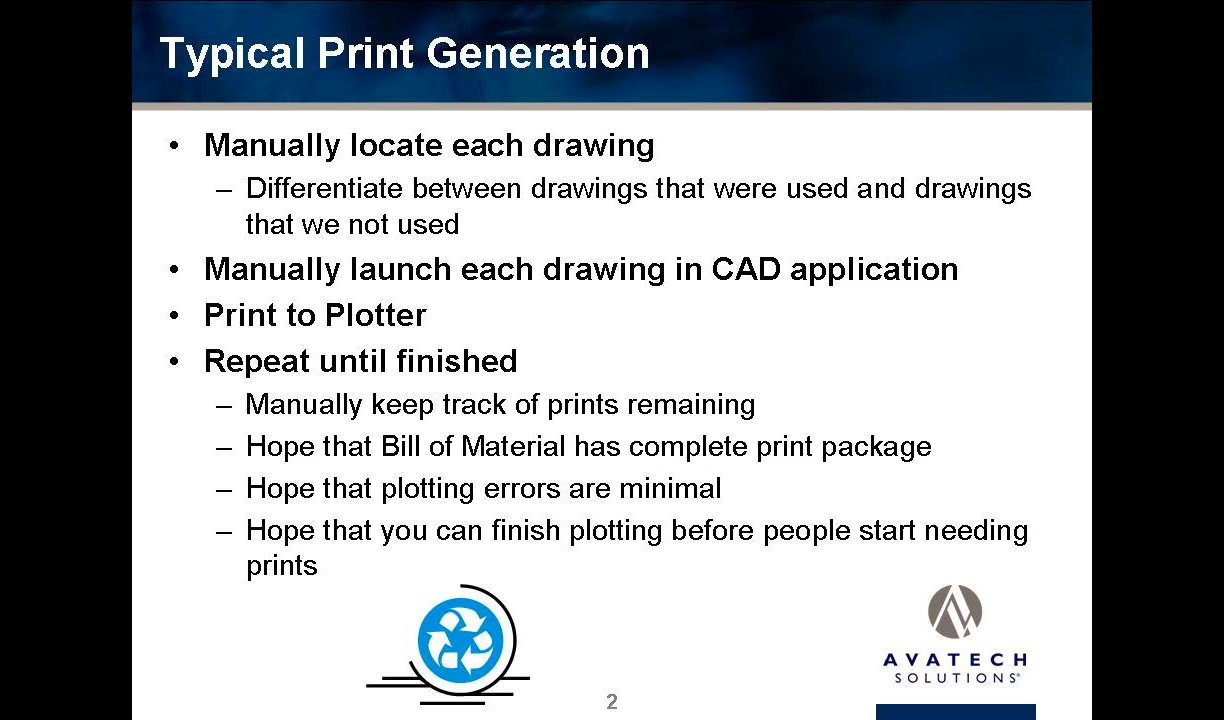 Typical Print Generation
• Manually locate each drawing
– Differentiate between drawings that were used and drawings
that we not used
• Manually launch each drawing in CAD application
• Print to Plotter
• Repeat until finished
– Manually keep track of prints remaining
– Hope that Bill of Material has complete print package
– Hope that plotting errors are minimal
– Hope that you can finish plotting before people start needing
prints
AVATECH
SOLUTIONS
2